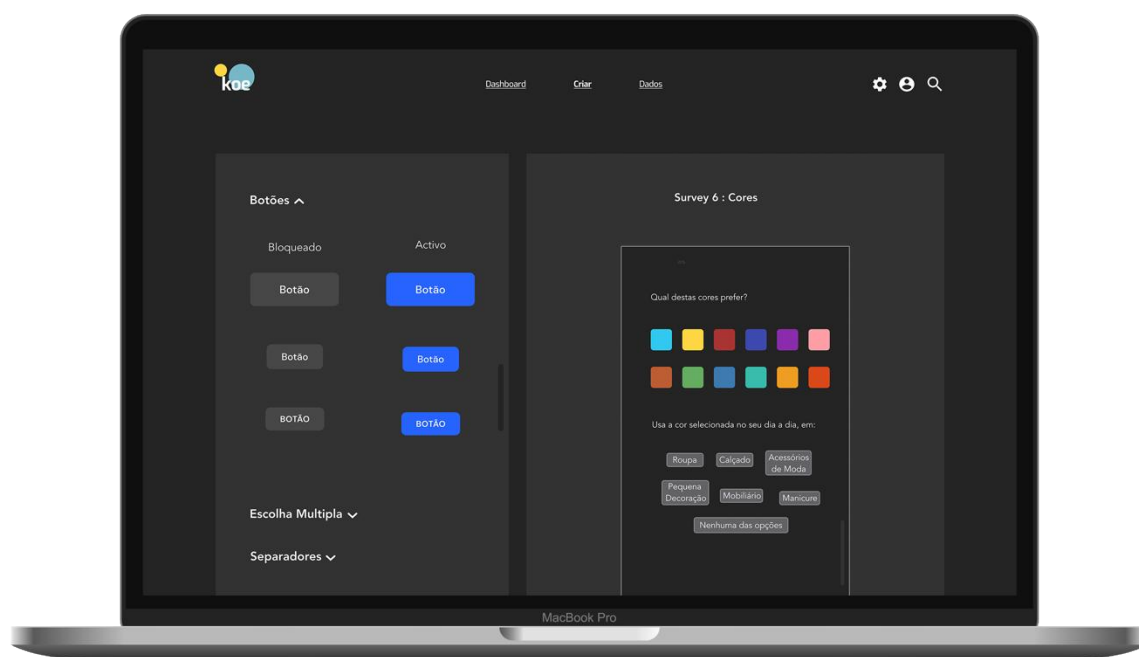 koe
Dashboard
Criar
Dados
Botões
Bloqueado
Activo
Botão
Botão
Botão
Botão
BOTÃO
BOTÃO
Escolha Multipla
Separadores
Survey 6 : Cores
Qual destas cores prefer?
Usa a cor selecionada no seu dia a dia, em:
Roupa
Calçado
Acessórios
de Moda
Pequena
Decoração
Mobiliário
Manicure
Nenhuma das opções
MacBook Pro